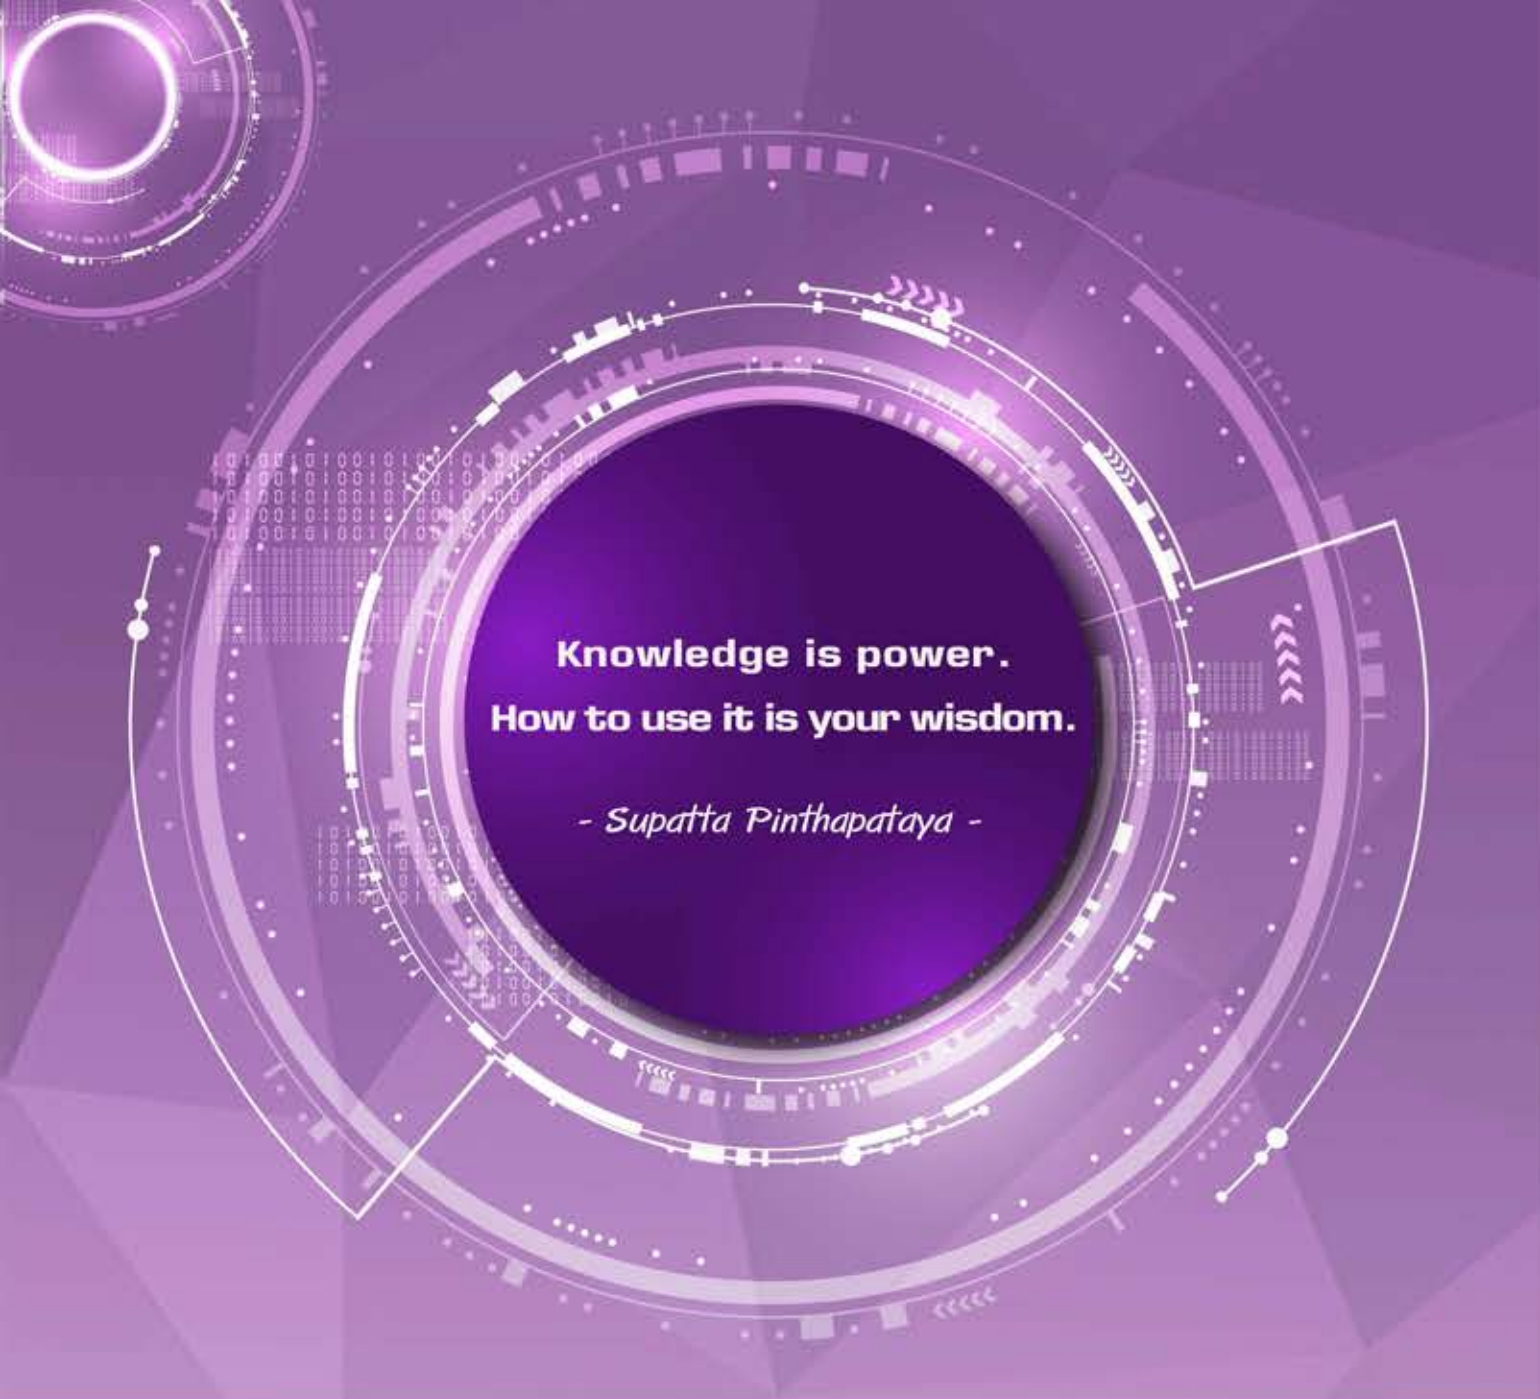 Knowledge is power.
How to use it is your wisdom.
- Supatta Pinthapataya -